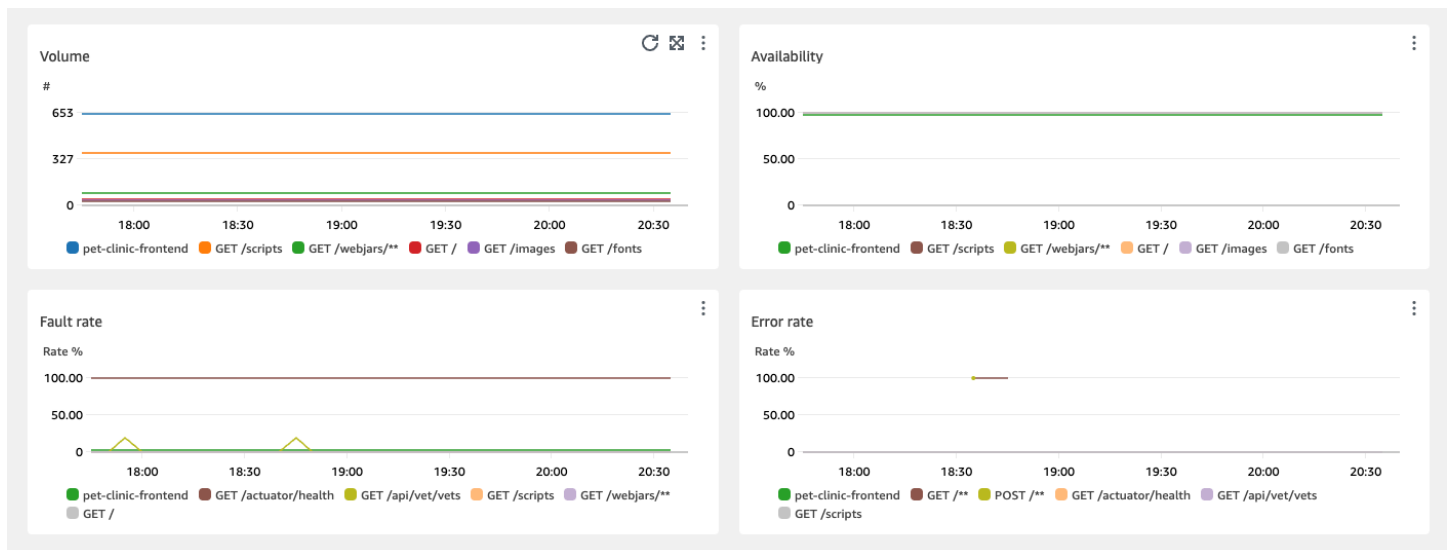 Volume
#
653
327
0
18:00 18:30 19:00 19:30 20:00 20:30
pet-clinic-frontend GET /scripts GET /webjars/** GET / GET /images GET /fonts
Availability
%
100.00
50.00
0
18:00 18:30 19:00 19:30 20:00 20:30
pet-clinic-frontend GET /scripts GET /webjars/** GET / GET /images GET /fonts
Fault rate
Rate %
100.00
50.00
0
18:00 18:30 19:00 19:30 20:00 20:30
pet-clinic-frontend GET /actuator/health GET /api/vet/vets GET /scripts GET /webjars/**
GET /
Error rate
Rate %
100.00
50.00
0
18:00 18:30 19:00 19:30 20:00 20:30
pet-clinic-frontend GET /** POST /** GET /actuator/health GET /api/vet/vets
GET /scripts